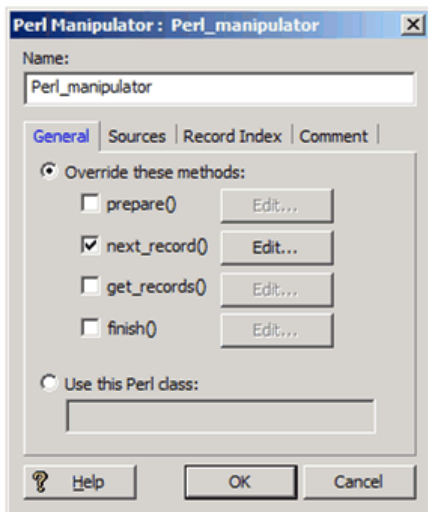 Perl Manipulator : Perl_manipulator
Name:
Perl_manipulator
General Sources Record Index Comment
Override these methods:
prepare() Edit...
next_record() Edit...
get_records() Edit...
finish() Edit...
Use this Perl class:
Help OK Cancel